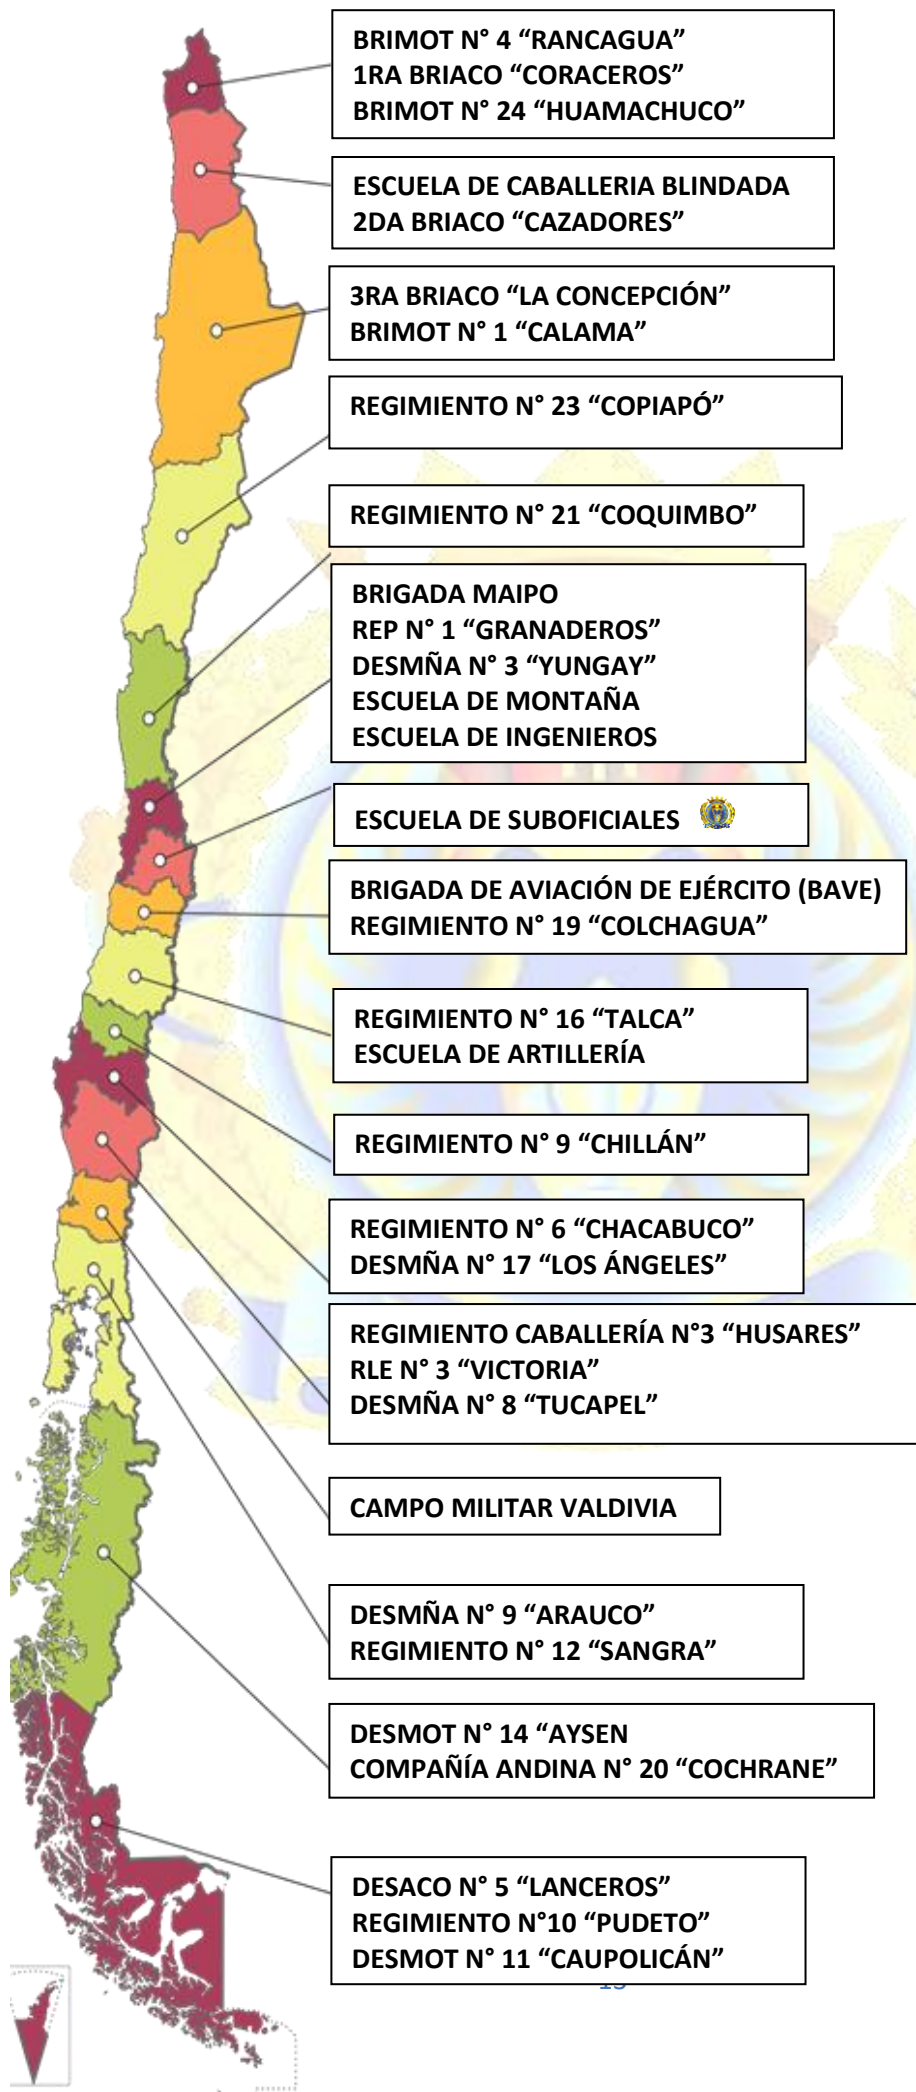 BRIMOT N° 4 “RANCAGUA”
1RA BRIACO “CORACEROS”
BRIMOT N° 24 “HUAMACHUCO”
ESCUELA DE CABALLERIA BLINDADA
2DA BRIACO “CAZADORES”
3RA BRIACO “LA CONCEPCIÓN”
BRIMOT N° 1 “CALAMA”
REGIMIENTO N° 23 “COPIAPÓ”
REGIMIENTO N° 21 “COQUIMBO”
BRIGADA MAIPO
REP N° 1 “GRANADEROS”
DESMÑA N° 3 “YUNGAY”
ESCUELA DE MONTAÑA
ESCUELA DE INGENIEROS
ESCUELA DE SUBOFICIALES
BRIGADA DE AVIACIÓN DE EJÉRCITO (BAVE)
REGIMIENTO N° 19 “COLCHAGUA”
REGIMIENTO N° 16 “TALCA”
ESCUELA DE ARTILLERÍA
REGIMIENTO N° 9 “CHILLÁN”
REGIMIENTO N° 6 “CHACABUCO”
DESMÑA N° 17 “LOS ÁNGELES”
REGIMIENTO CABALLERÍA N°3 “HUSARES”
RLE N° 3 “VICTORIA”
DESMÑA N° 8 “TUCAPEL”
CAMPO MILITAR VALDIVIA
DESMÑA N° 9 “ARAUCO”
REGIMIENTO N° 12 “SANGRA”
DESMOT N° 14 “AYSEN
COMPAÑÍA ANDINA N° 20 “COCHRANE”
DESACO N° 5 “LANCEROS”
REGIMIENTO N°10 “PUDETO”
DESMOT N° 11 “CAUPOLICÁN”